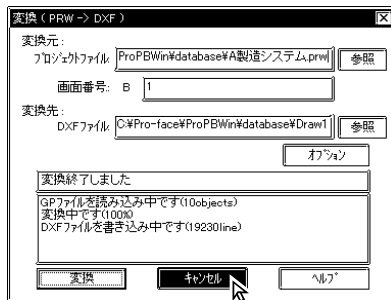 変換 ( PRW -> DXF )
変換元 :
プロジェクトファイル ProPBWin¥database¥A製造システム.prw 参照
画面番号: B 1
変換先 :
DXFファイル C:¥Pro-face¥ProPBWin¥database¥Draw1 参照
オプション
変換終了しました
GPファイルを読み込み中です(10objects)
変換中です(100%)
DXFファイルを書き込み中です(19230line)
変換 キャンセル ヘルプ